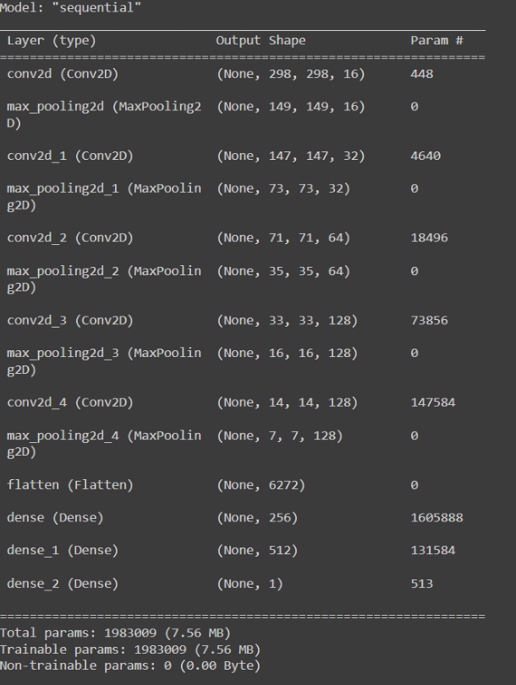 Model: "sequential"
Layer (type) Output Shape Param #
conv2d (Conv2D) (None, 298, 298, 16) 448
max_pooling2d (MaxPooling2 (None, 149, 149, 16) 0
D)
conv2d_1 (Conv2D) (None, 147, 147, 32) 4640
max_pooling2d_1 (MaxPoolin (None, 73, 73, 32) 0
g2D)
conv2d_2 (Conv2D) (None, 71, 71, 64) 18496
max_pooling2d_2 (MaxPoolin (None, 35, 35, 64) 0
g2D)
conv2d_3 (Conv2D) (None, 33, 33, 128) 73856
max_pooling2d_3 (MaxPoolin (None, 16, 16, 128) 0
g2D)
conv2d_4 (Conv2D) (None, 14, 14, 128) 147584
max_pooling2d_4 (MaxPoolin (None, 7, 7, 128) 0
g2D)
flatten (Flatten) (None, 6272) 0
dense (Dense) (None, 256) 1605888
dense_1 (Dense) (None, 512) 131584
dense_2 (Dense) (None, 1) 513
Total params: 1983009 (7.56 MB)
Trainable params: 1983009 (7.56 MB)
Non-trainable params: 0 (0.00 Byte)